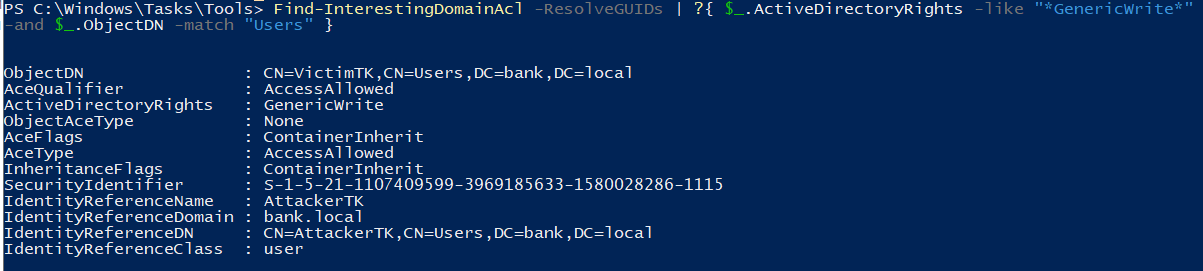 PS C:\Windows\Tasks\Tools> Find-InterestingDomainAcl -ResolveGUIDs | ?{ $_.ActiveDirectoryRights -like "*GenericWrite*"
-and $_.ObjectDN -match "Users" }
ObjectDN                : CN=VictimTK,CN=Users,DC=bank,DC=local
AceQualifier            : AccessAllowed
ActiveDirectoryRights   : GenericWrite
ObjectAceType           : None
AceFlags                : ContainerInherit
AceType                 : AccessAllowed
InheritanceFlags        : ContainerInherit
SecurityIdentifier      : S-1-5-21-1107409599-3969185633-1580028286-1115
IdentityReferenceName   : AttackerTK
IdentityReferenceDomain : bank.local
IdentityReferenceDN     : CN=AttackerTK,CN=Users,DC=bank,DC=local
IdentityReferenceClass  : user